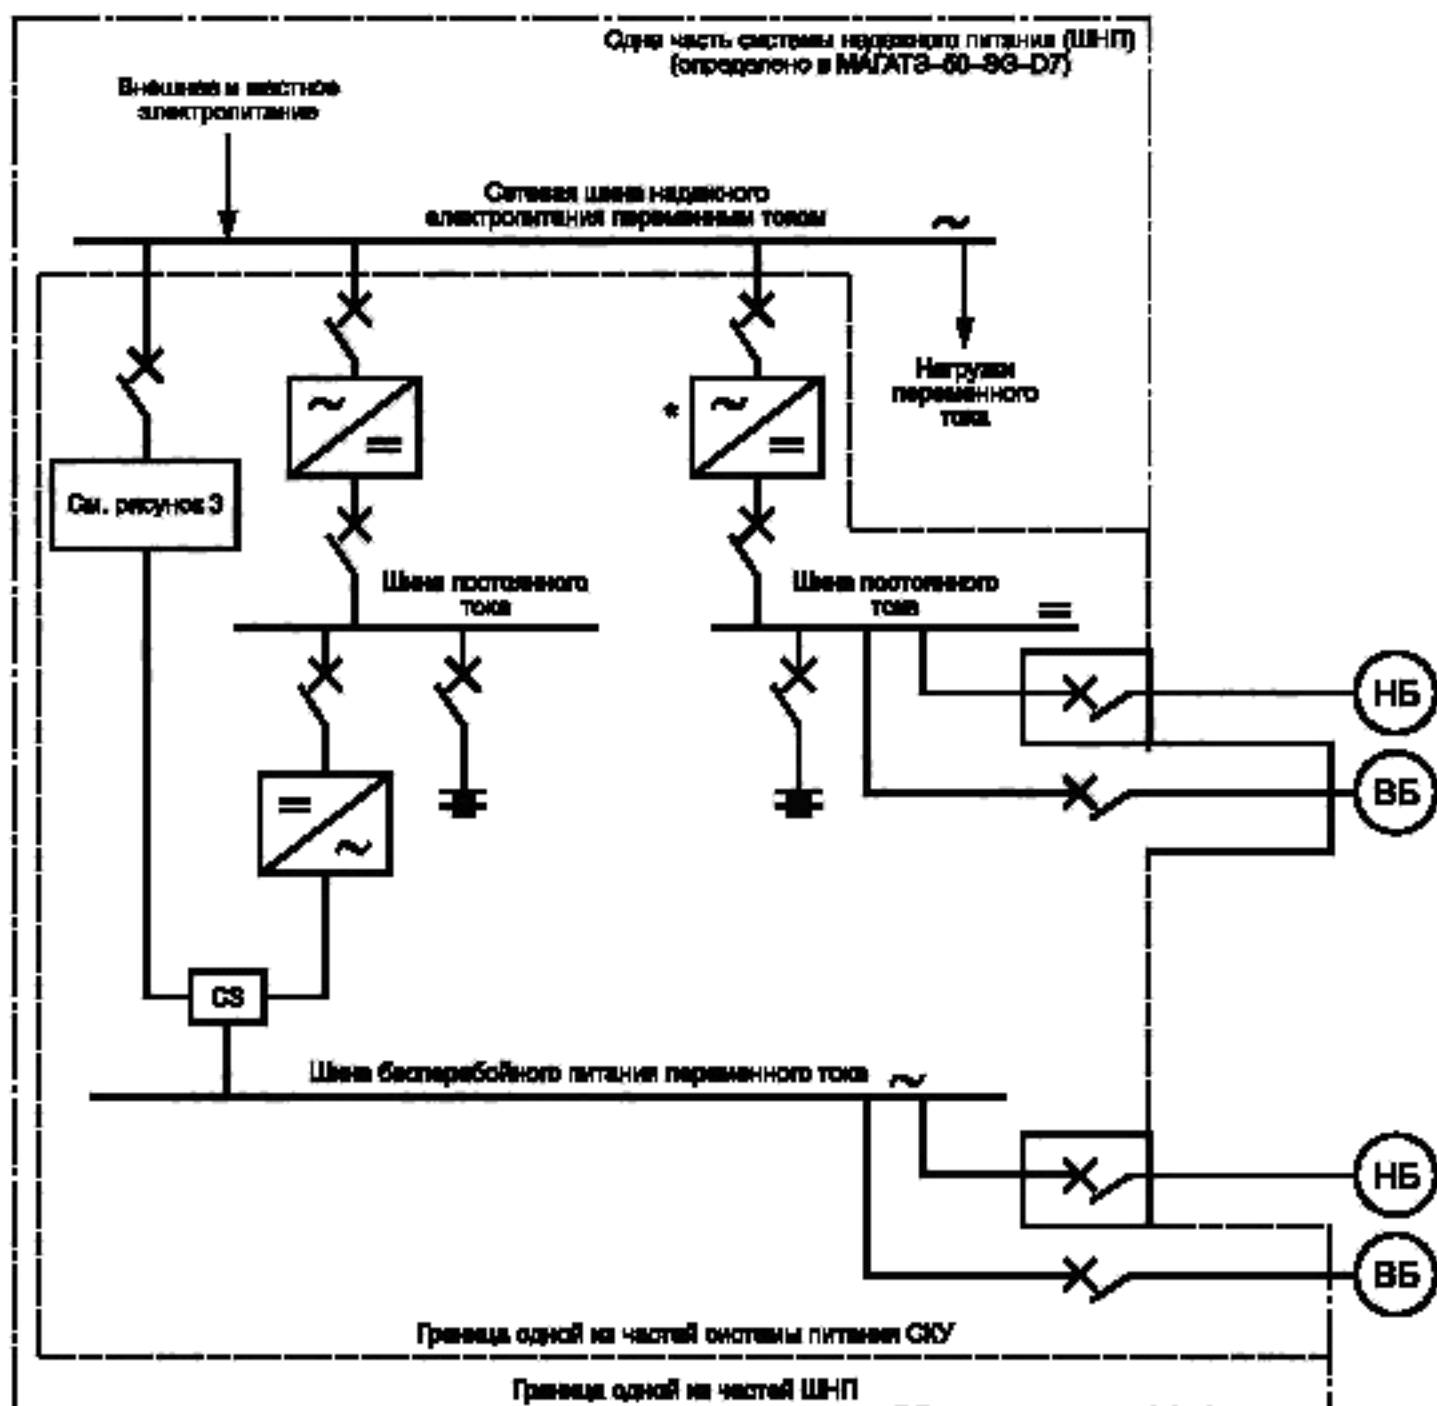 Одна часть системы надежного питания (ШНП)
(определено в МАГАТЭ–50–SG–D7)
Внешнее и местное
электропитание
Сетевая шина надежного
электропитания переменным током
~
Нагрузки
переменного
тока
~
=
* ~
=
См. рисунок 3
Шина постоянного
тока
Шина постоянного
тока
=
НБ
ВБ
=
~
CS
Шина бесперебойного питания переменного тока ~
НБ
ВБ
Граница одной из частей системы питания СКУ
Граница одной из частей ШНП